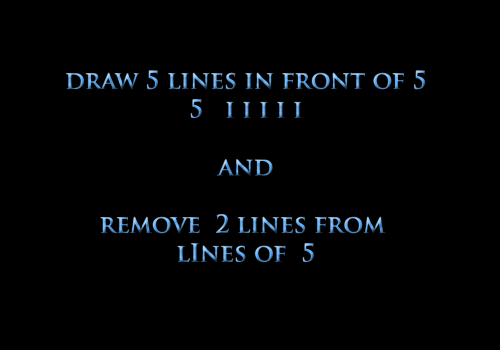 DRAW 5 LINES IN FRONT OF 5
5 I I I I I
AND
REMOVE 2 LINES FROM
LINES OF 5